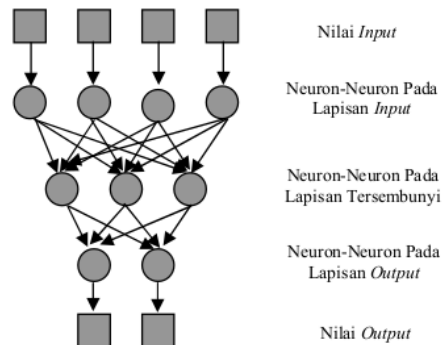 Nilai Input
Neuron-Neuron Pada
Lapisan Input
Neuron-Neuron Pada
Lapisan Tersembunyi
Neuron-Neuron Pada
Lapisan Output
Nilai Output